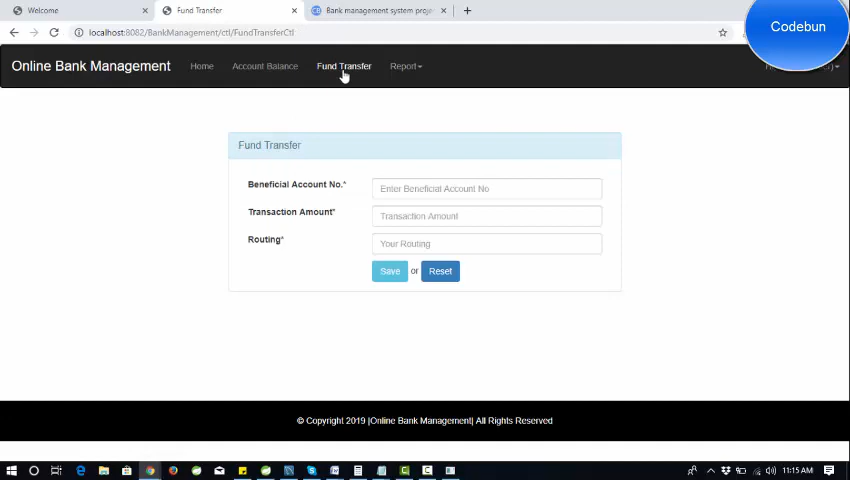 Welcome
Fund Transfer
Bank management system proje
Codebun
localhost:8082/BankManagement/ctl/FundTransferCtl
Online Bank Management Home Account Balance Fund Transfer Report
Fund Transfer
Beneficial Account No.* Enter Beneficial Account No
Transaction Amount* Transaction Amount
Routing* Your Routing
Save or Reset
© Copyright 2019 |Online Bank Management| All Rights Reserved
11:15 AM